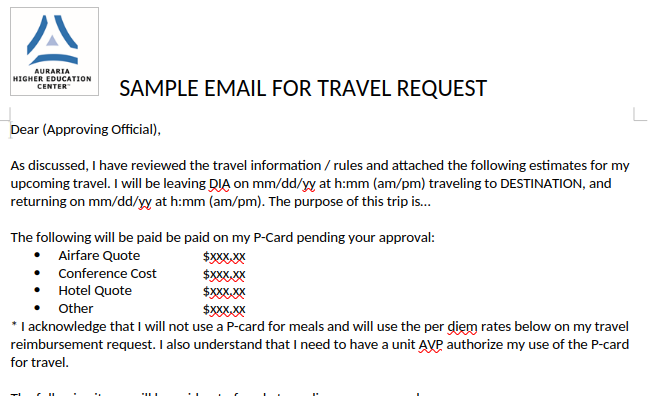 AURARIA
HIGHER EDUCATION
CENTER™
SAMPLE EMAIL FOR TRAVEL REQUEST
Dear (Approving Official),
As discussed, I have reviewed the travel information / rules and attached the following estimates for my
upcoming travel. I will be leaving DIA on mm/dd/yy at h:mm (am/pm) traveling to DESTINATION, and
returning on mm/dd/yy at h:mm (am/pm). The purpose of this trip is...
The following will be paid be paid on my P-Card pending your approval:
• Airfare Quote $xxx.xx
• Conference Cost $xxx.xx
• Hotel Quote $xxx.xx
• Other $xxx.xx
* I acknowledge that I will not use a P-card for meals and will use the per diem rates below on my travel
reimbursement request. I also understand that I need to have a unit AVP authorize my use of the P-card
for travel.